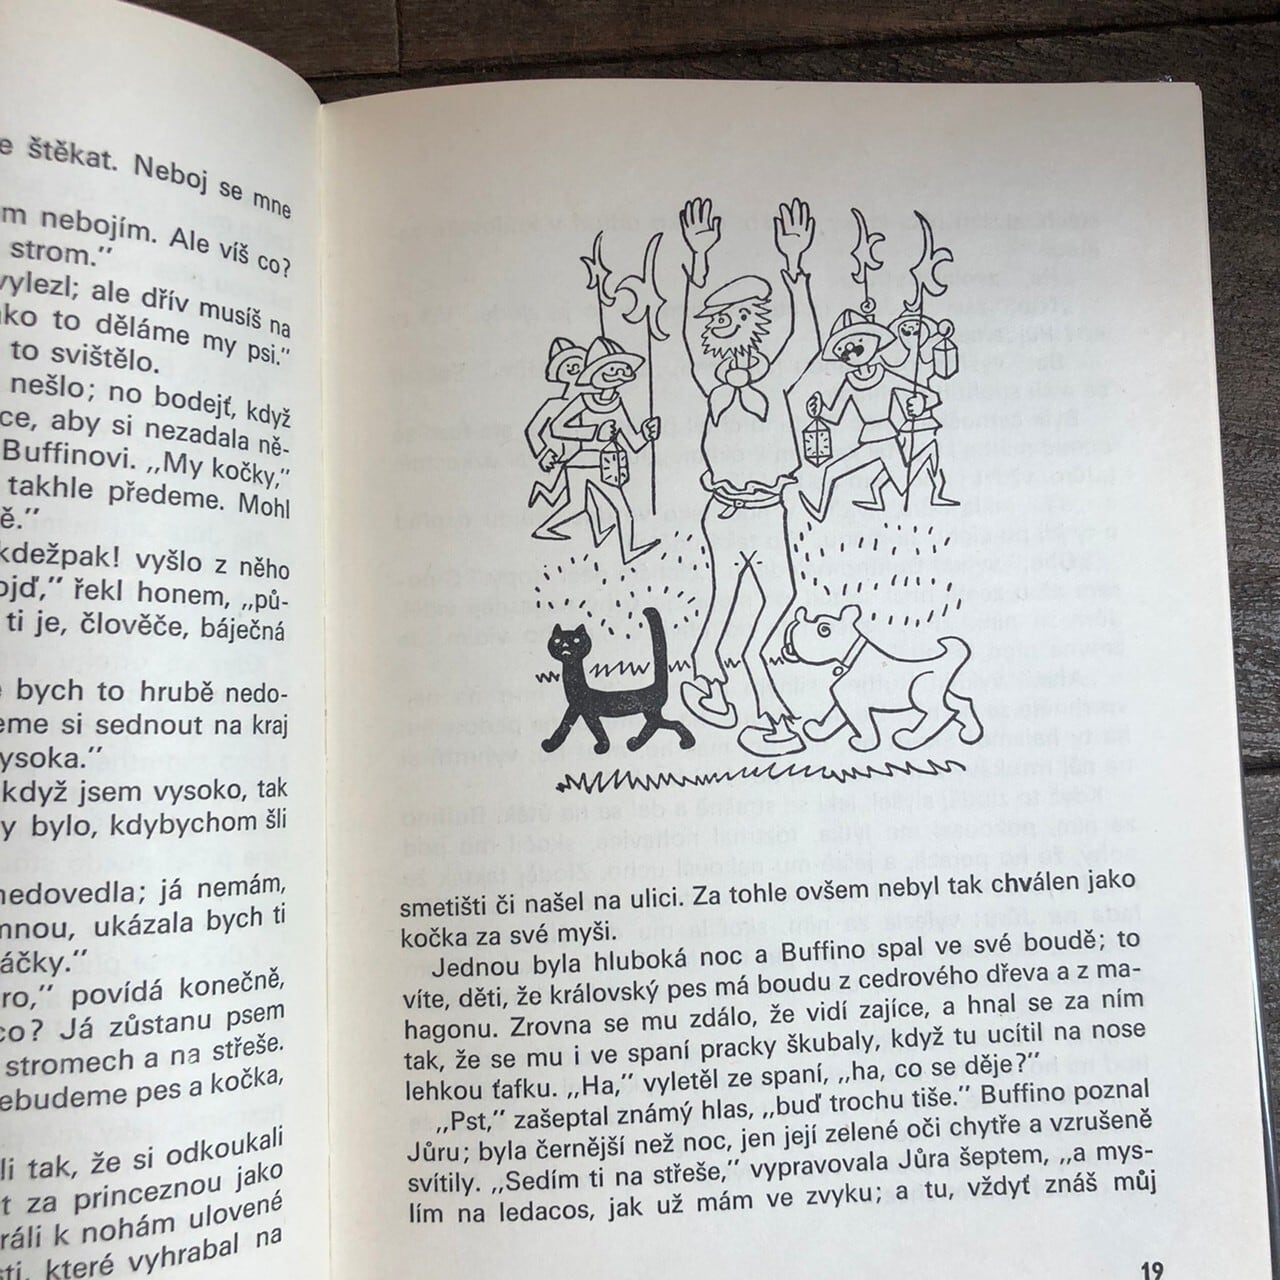 e štěkat. Neboj se mne
m nebojím. Ale víš co?
strom."
vylezl; ale dřív musíš na
ko to děláme my psi."
to svištělo.
nešlo; no bodejť, když
ce, aby si nezadala ně-
Buffinovi. „My kočky,"
takhle předeme. Mohl
ě."
kdežpak! vyšlo z něho
ojď," řekl honem, „pů-
ti je, člověče, báječná
bych to hrubě nedo-
eme si sednout na kraj
ysoka."
když jsem vysoko, tak
y bylo, kdybychom šli
nedovedla; já nemám,
mnou, ukázala bych ti
áčky."
ro," povídá konečně,
co? Já zůstanu psem
stromech a na střeše.
ebudeme pes a kočka,
li tak, že si odkoukali
t za princeznou jako
ráli k nohám ulovené
sti, které vyhrabal na
smetišti či našel na ulici. Za tohle ovšem nebyl tak chválen jako
kočka za své myši.
Jednou byla hluboká noc a Buffino spal ve své boudě; to
víte, děti, že královský pes má boudu z cedrového dřeva a z ma-
hagonu. Zrovna se mu zdálo, že vidí zajíce, a hnal se za ním
tak, že se mu i ve spaní pracky škubaly, když tu ucítil na nose
lehkou ťafku. „Ha," vyletěl ze spaní, „ha, co se děje?"
„Pst," zašeptal známý hlas, „buď trochu tiše." Buffino poznal
Jůru; byla černější než noc, jen její zelené oči chytře a vzrušeně
svítily. „Sedím ti na střeše," vypravovala Jůra šeptem, „a mys-
lím na ledacos, jak už mám ve zvyku; a tu, vždyť znáš můj
19